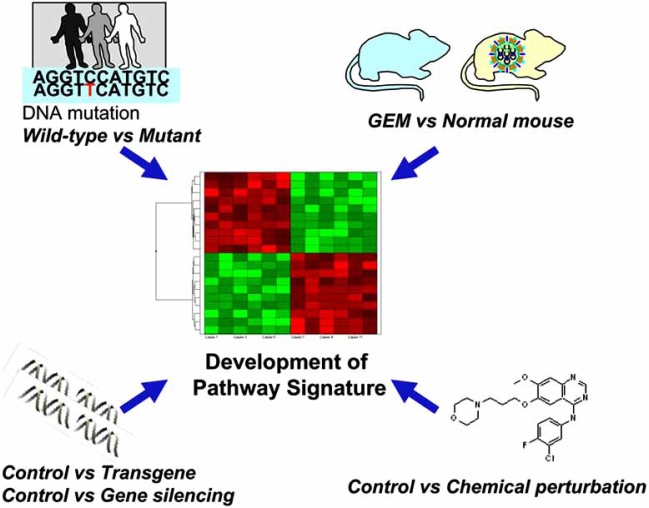 AGGTCCATGTC
AGGTTCATGTC
DNA mutation
Wild-type vs Mutant
GEM vs Normal mouse
Development of
Pathway Signature
Control vs Transgene
Control vs Gene silencing
O
N
O
O
N
N
N
F
Cl
Control vs Chemical perturbation